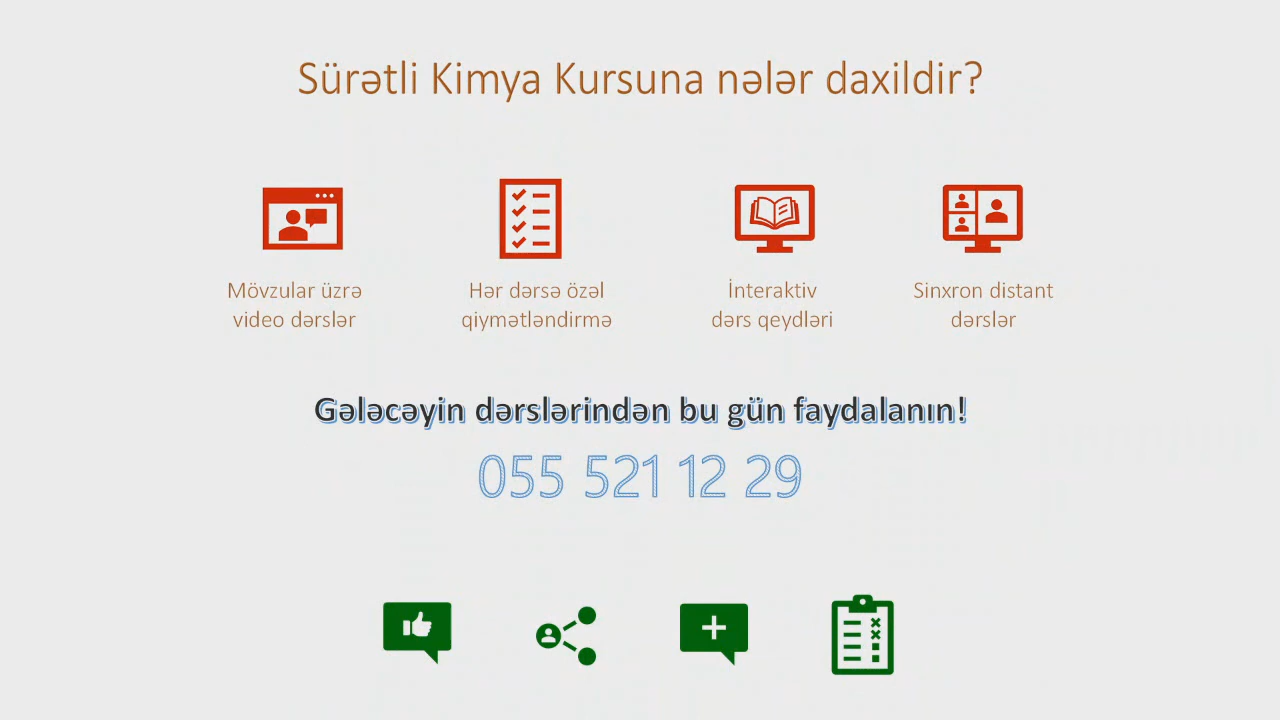 Sürətli Kimya Kursuna nələr daxildir?
Mövzular üzrə
video dərslər
Hər dərsə özəl
qiymətləndirmə
İnteraktiv
dərs qeydləri
Sinxron distant
dərslər
Gələcəyin dərslərindən bu gün faydalanın!
055 521 12 29